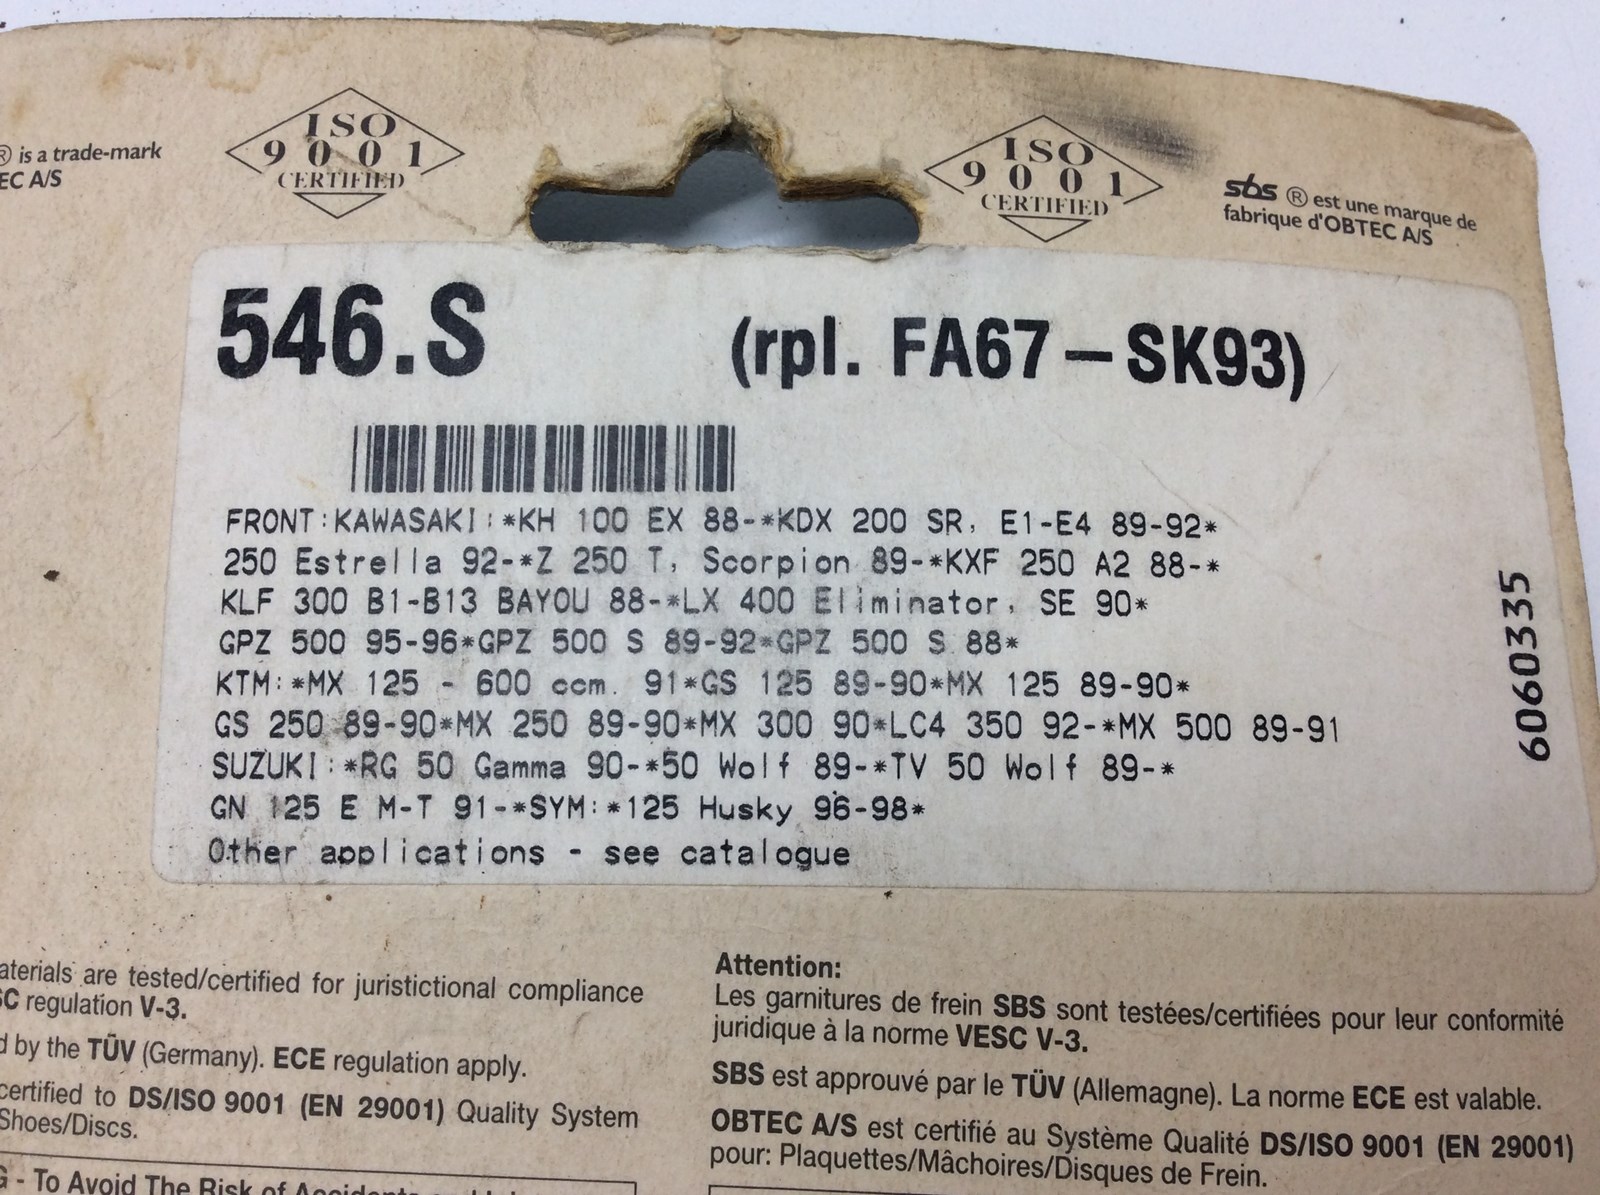 ® is a trade-mark
EC A/S
ISO
9001
CERTIFIED
ISO
9001
CERTIFIED
sbs ® est une marque de
fabrique d'OBTEC A/S
546.S (rpl. FA67-SK93)
FRONT:KAWASAKI:*KH 100 EX 88-*KDX 200 SR, E1-E4 89-92*
250 Estrella 92-*Z 250 T, Scorpion 89-*KXF 250 A2 88-*
KLF 300 B1-B13 BAYOU 88-*LX 400 Eliminator, SE 90*
GPZ 500 95-96*GPZ 500 S 89-92*GPZ 500 S 88*
KTM:*MX 125 - 600 ccm. 91*GS 125 89-90*MX 125 89-90*
GS 250 89-90*MX 250 89-90*MX 300 90*LC4 350 92-*MX 500 89-91
SUZUKI:*RG 50 Gamma 90-*50 Wolf 89-*TV 50 Wolf 89-*
GN 125 E M-T 91-*SYM:*125 Husky 96-98*
Other applications - see catalogue
6060335
aterials are tested/certified for juristictional compliance
SC regulation V-3.
d by the TÜV (Germany). ECE regulation apply.
certified to DS/ISO 9001 (EN 29001) Quality System
Shoes/Discs.
G - To Avoid The Risk of
Attention:
Les garnitures de frein SBS sont testées/certifiées pour leur conformité
juridique à la norme VESC V-3.
SBS est approuvé par le TÜV (Allemagne). La norme ECE est valable.
OBTEC A/S est certifié au Système Qualité DS/ISO 9001 (EN 29001)
pour: Plaquettes/Mâchoires/Disques de Frein.